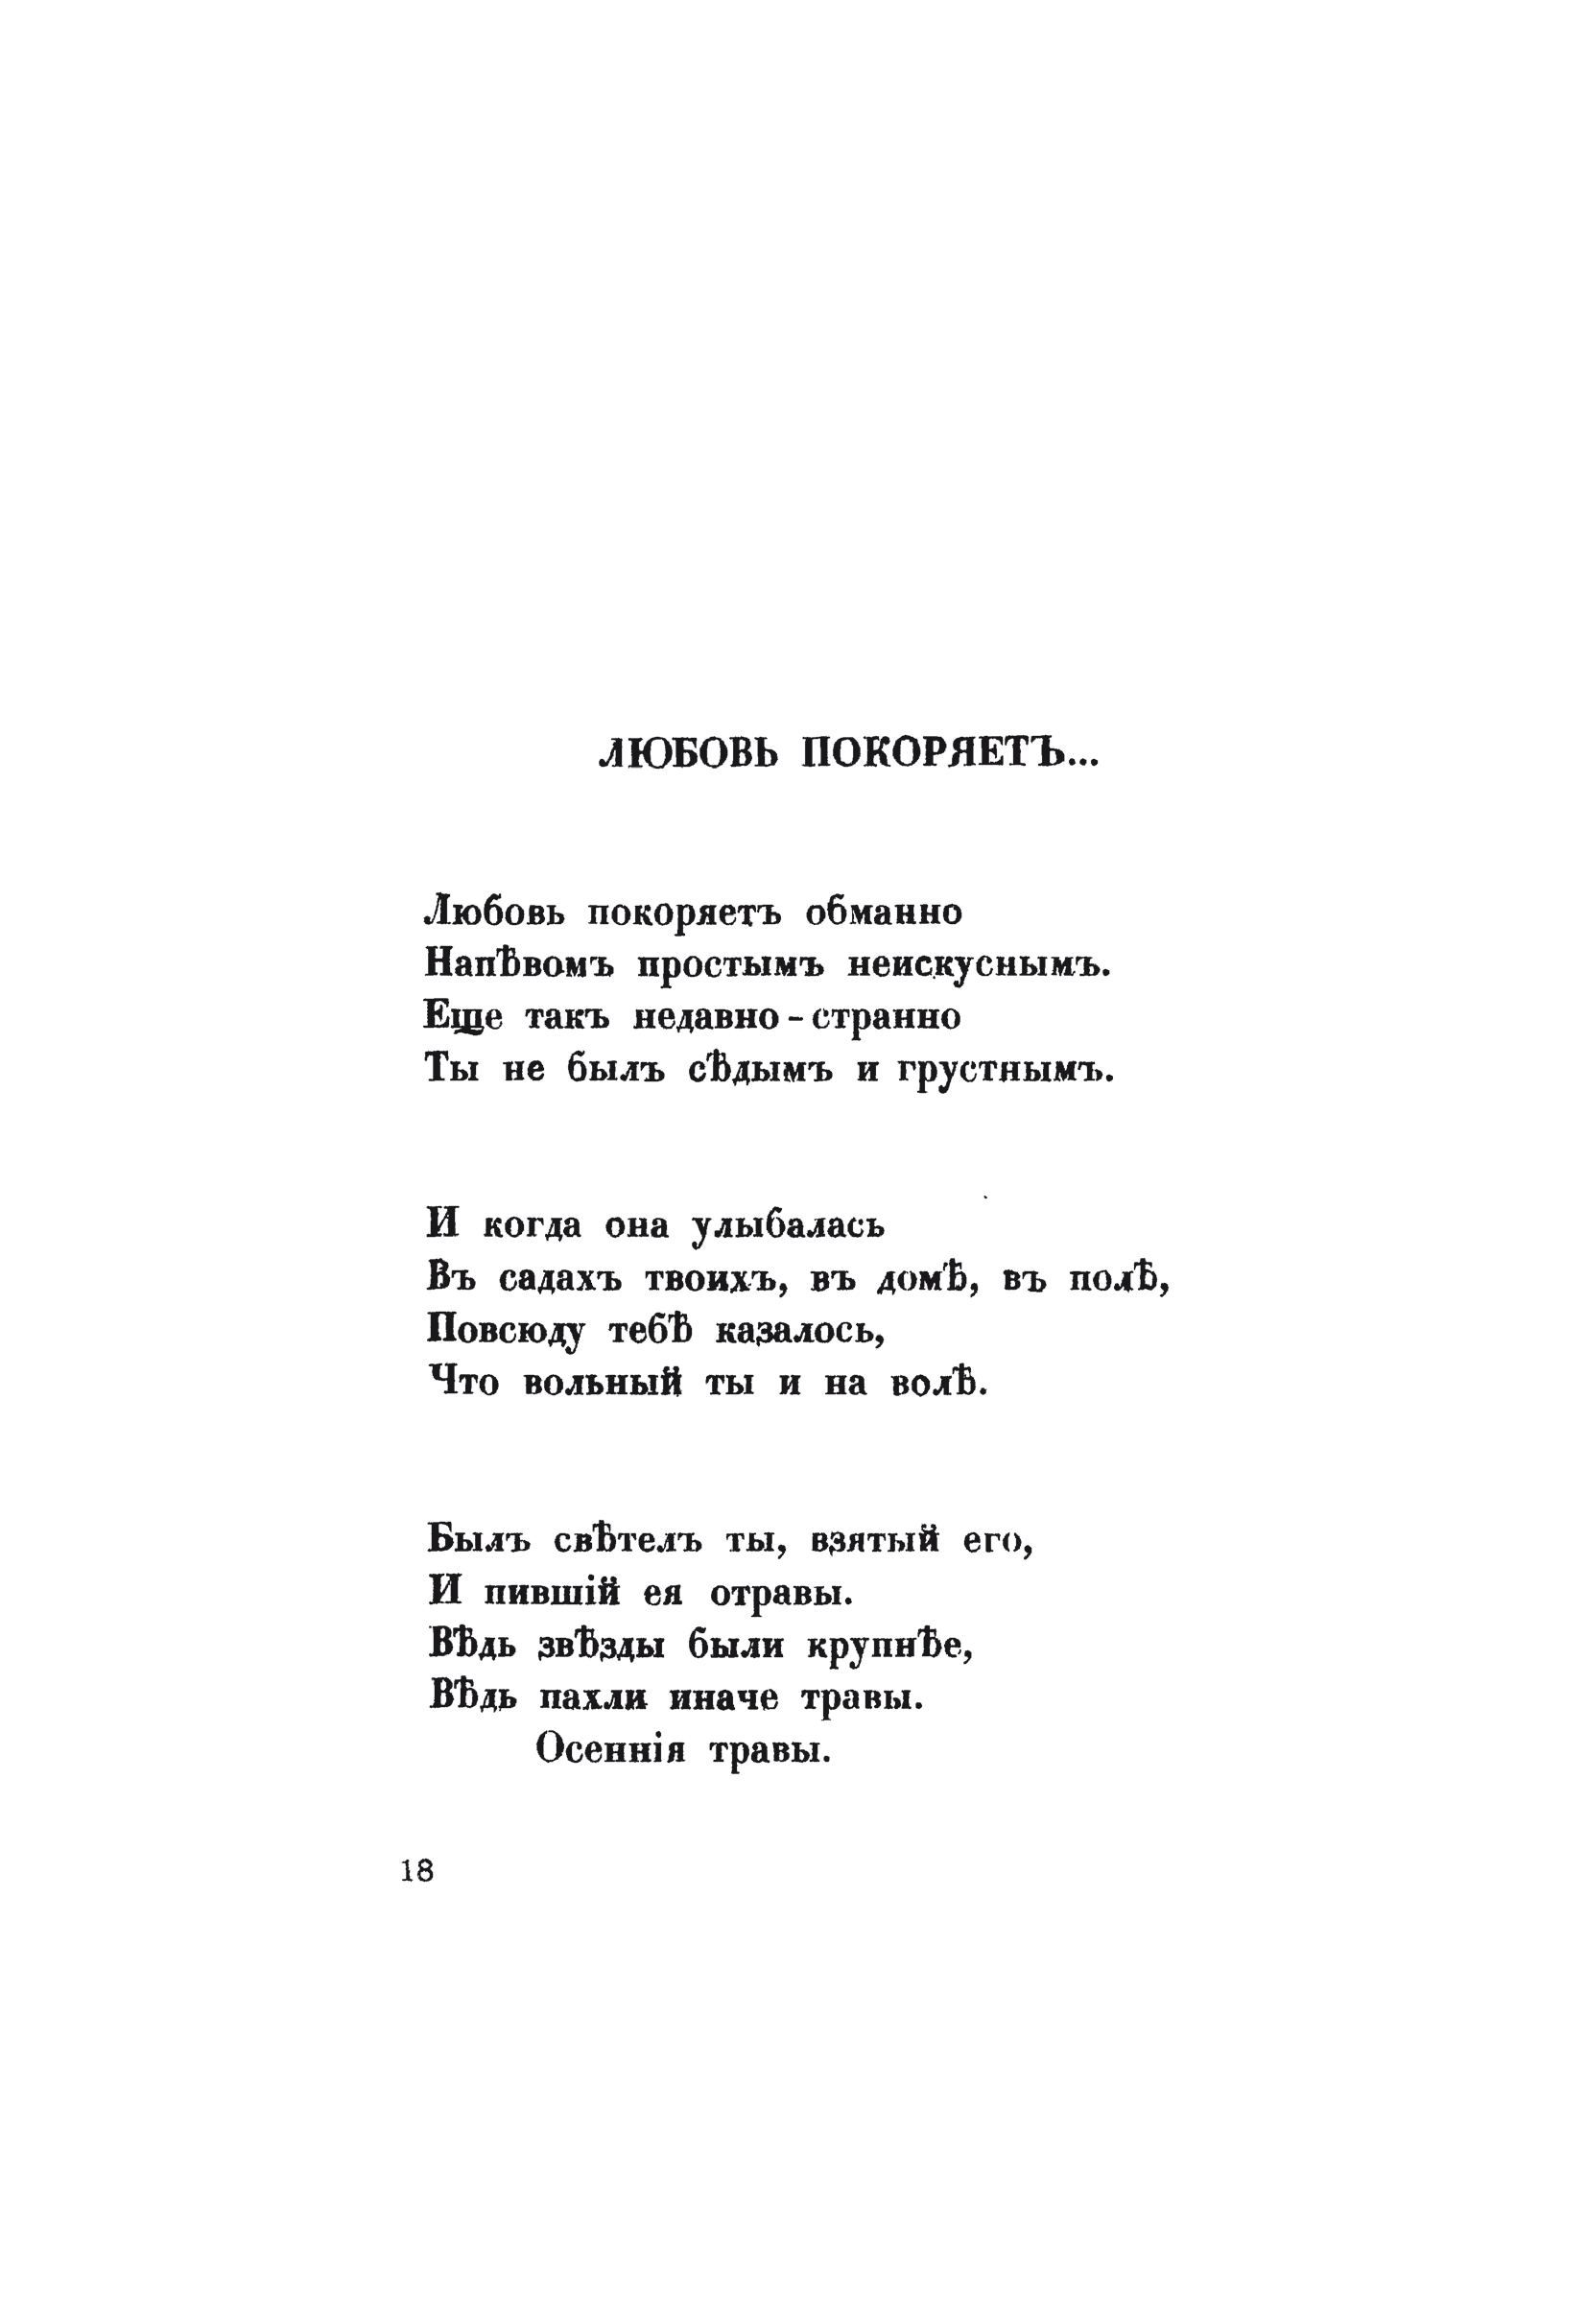 ЛЮБОВЬ ПОКОРЯЕТЪ...
Любовь покоряетъ обманно
Напѣвомъ простымъ неискуснымъ.
Еще такъ недавно - странно
Ты не былъ сѣдымъ и грустнымъ.
И когда она улыбалась
Въ садахъ твоихъ, въ домѣ, въ полѣ,
Повсюду тебѣ казалось,
Что вольный ты и на волѣ.
Былъ свѣтелъ ты, взятый его,
И пившій ея отравы.
Вѣдь звѣзды были крупнѣе,
Вѣдь пахли иначе травы.
Осеннія травы.
18